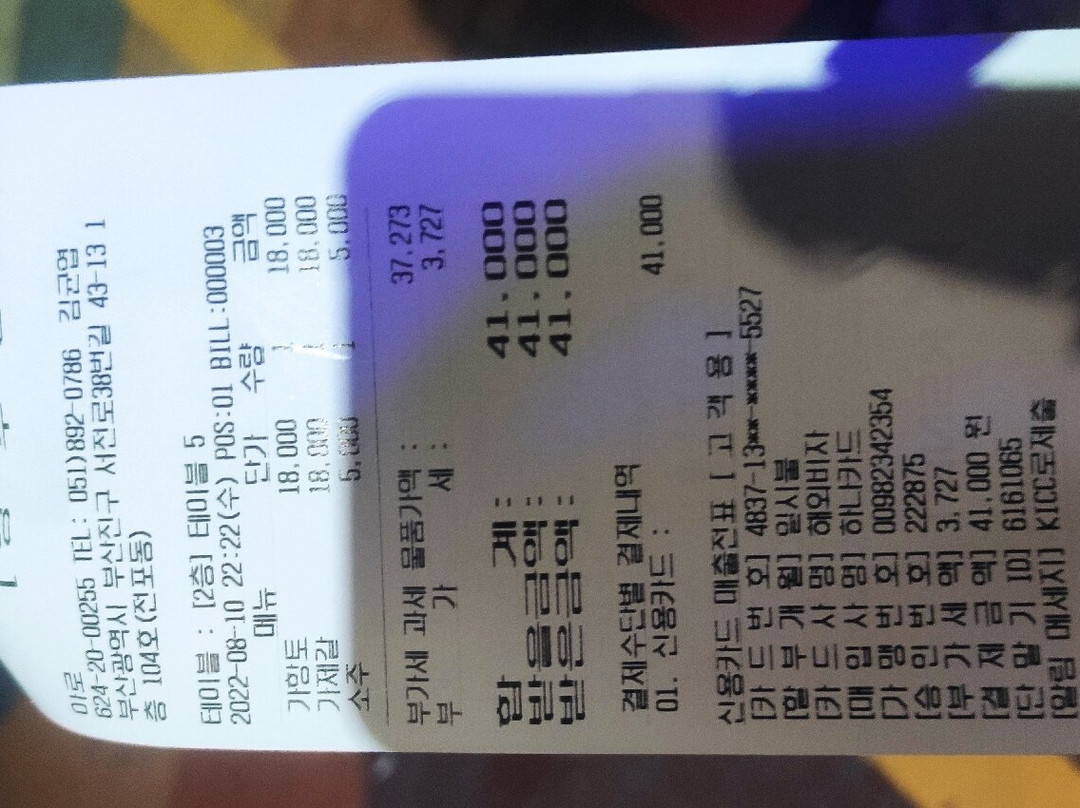 마로
624-20-00255 TEL: 051)892-0786 김균엽
부산광역시 부산진구 서전로38번길 43-13 1
층 104호(전포동)
테이블 : [2층] 테이블 5
2022-08-10 22:22(수) POS:01 BILL:000003
메뉴 단가 수량 금액
가항토 18,000 1 18,000
가제갈 18,000 1 18,000
소주 5,000 1 5,000
부가세 과세 물품가액 : 37,273
부 가 세 : 3,727
합 계 : 41,000
받을금액 : 41,000
받은금액 : 41,000
결제수단별 결제내역
01. 신용카드 : 41,000
신용카드 매출전표 [ 고 객 용 ]
[카 드 번 호] 4837-13**-****-5527
[할 부 개 월] 일시불
[카 드 사 명] 해외비자
[매 입 사 명] 하나카드
[가 맹 번 호] 00982342354
[승 인 번 호] 222875
[부 가 세 액] 3,727
[결 제 금 액] 41,000 원
[단 말 기 ID] 6161065
[알림 메세지] KICC로제출